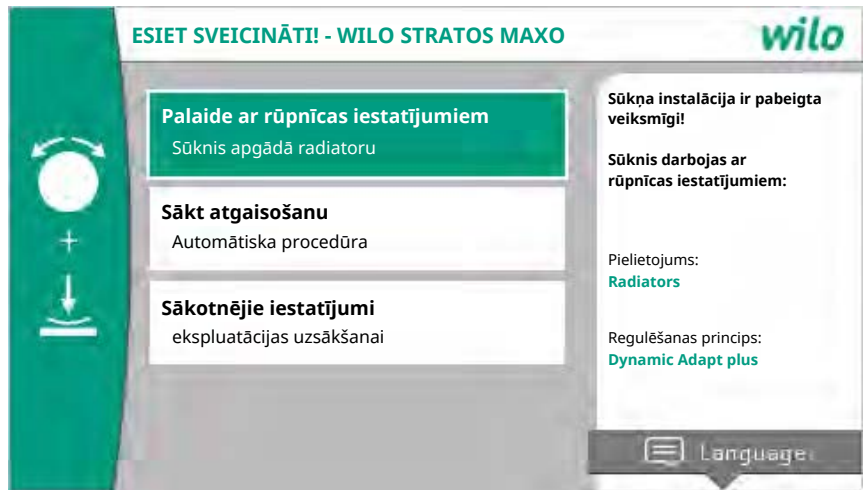 ESIET SVEICINĀTI! - WILO STRATOS MAXO
wilo
Palaide ar rūpnīcas iestatījumiem
Sūknis apgādā radiatoru
Sākt atgaisošanu
Automātiska procedūra
Sākotnējie iestatījumi
ekspluatācijas uzsākšanai
+
Sūkņa instalācija ir pabeigta
veiksmīgi!
Sūknis darbojas ar
rūpnīcas iestatījumiem:
Pielietojums:
Radiators
Regulēšanas princips:
Dynamic Adapt plus
Language